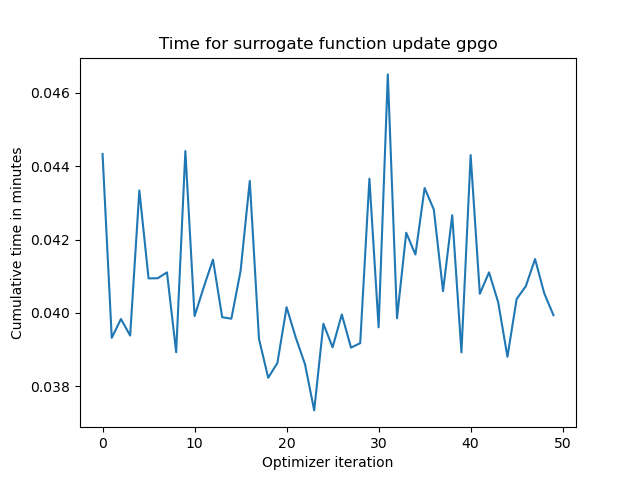 Time for surrogate function update gpgo
Cumulative time in minutes
0.046
0.044
0.042
0.040
0.038
0 10 20 30 40 50
Optimizer iteration